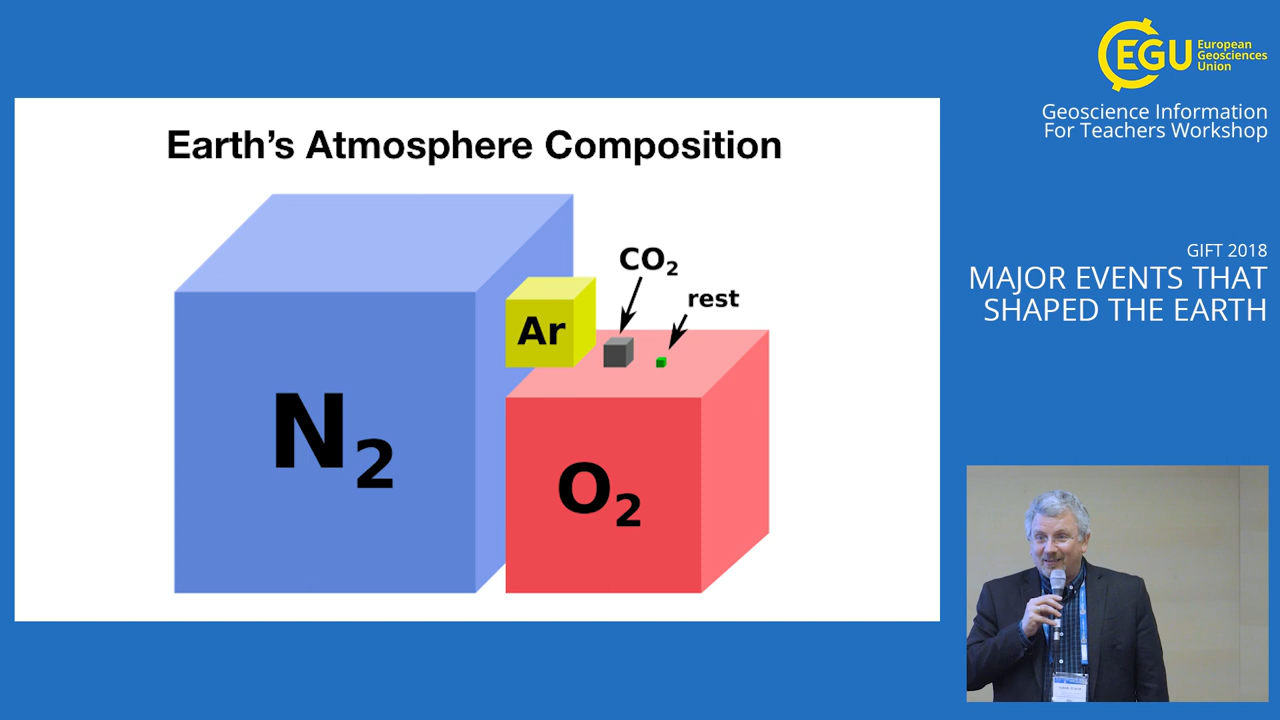 EGU
European
Geosciences
Union
Geoscience Information
For Teachers Workshop
GIFT 2018
MAJOR EVENTS THAT
SHAPED THE EARTH
Earth's Atmosphere Composition
CO₂
rest
Ar
N₂
O₂